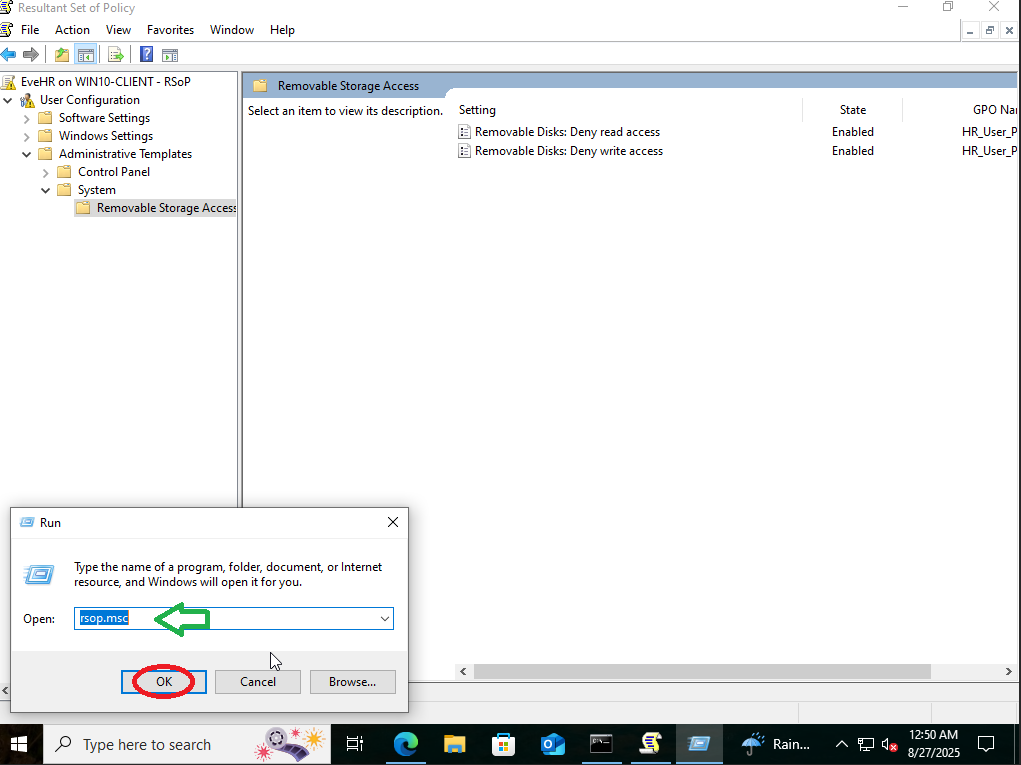 Resultant Set of Policy
File Action View Favorites Window Help
EveHR on WIN10-CLIENT - RSoP
User Configuration
Software Settings
Windows Settings
Administrative Templates
Control Panel
System
Removable Storage Access
Removable Storage Access
Select an item to view its description.
Setting State GPO Na
Removable Disks: Deny read access Enabled HR_User_P
Removable Disks: Deny write access Enabled HR_User_P
Run
Type the name of a program, folder, document, or Internet
resource, and Windows will open it for you.
Open: rsop.msc
OK Cancel Browse...
Type here to search
Rain...
12:50 AM
8/27/2025